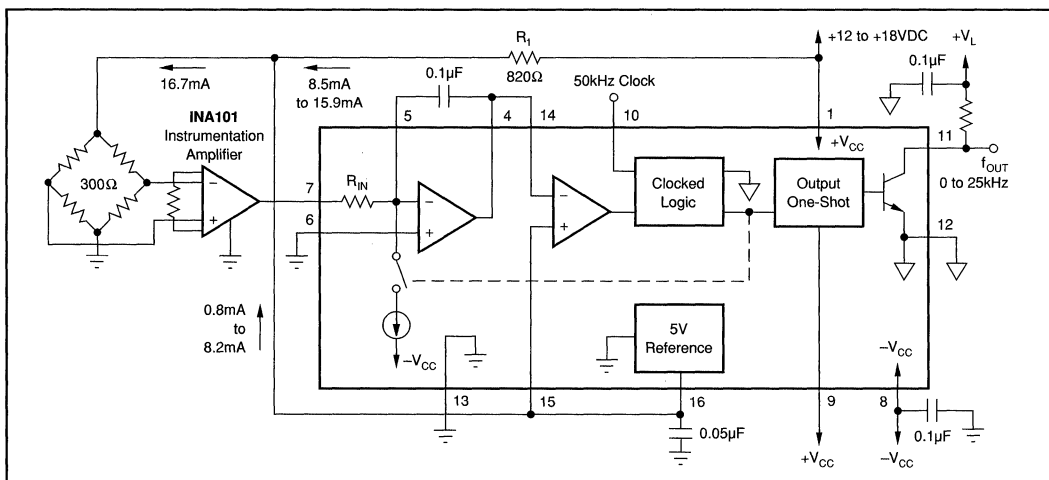 R1
820Ω
+12 to +18VDC
+VL
0.1µF
16.7mA
8.5mA
to 15.9mA
0.1µF
50kHz Clock
5
4
14
10
1
11
fOUT
0 to 25kHz
INA101
Instrumentation
Amplifier
300Ω
−
+
7
RIN
6
−
+
−
+
Clocked
Logic
+VCC
Output
One-Shot
12
0.8mA
to
8.2mA
−VCC
5V
Reference
−VCC
13
15
16
9
8
0.05µF
0.1µF
+VCC
−VCC